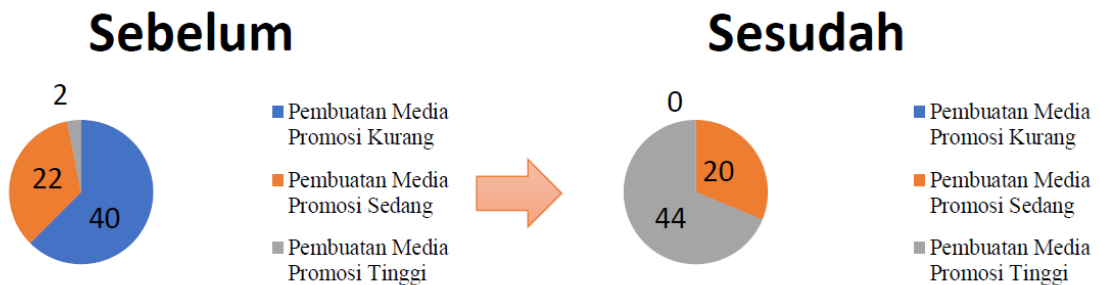 Sebelum
Sesudah
2
22
40
Pembuatan Media
Promosi Kurang
Pembuatan Media
Promosi Sedang
Pembuatan Media
Promosi Tinggi
0
20
44
Pembuatan Media
Promosi Kurang
Pembuatan Media
Promosi Sedang
Pembuatan Media
Promosi Tinggi